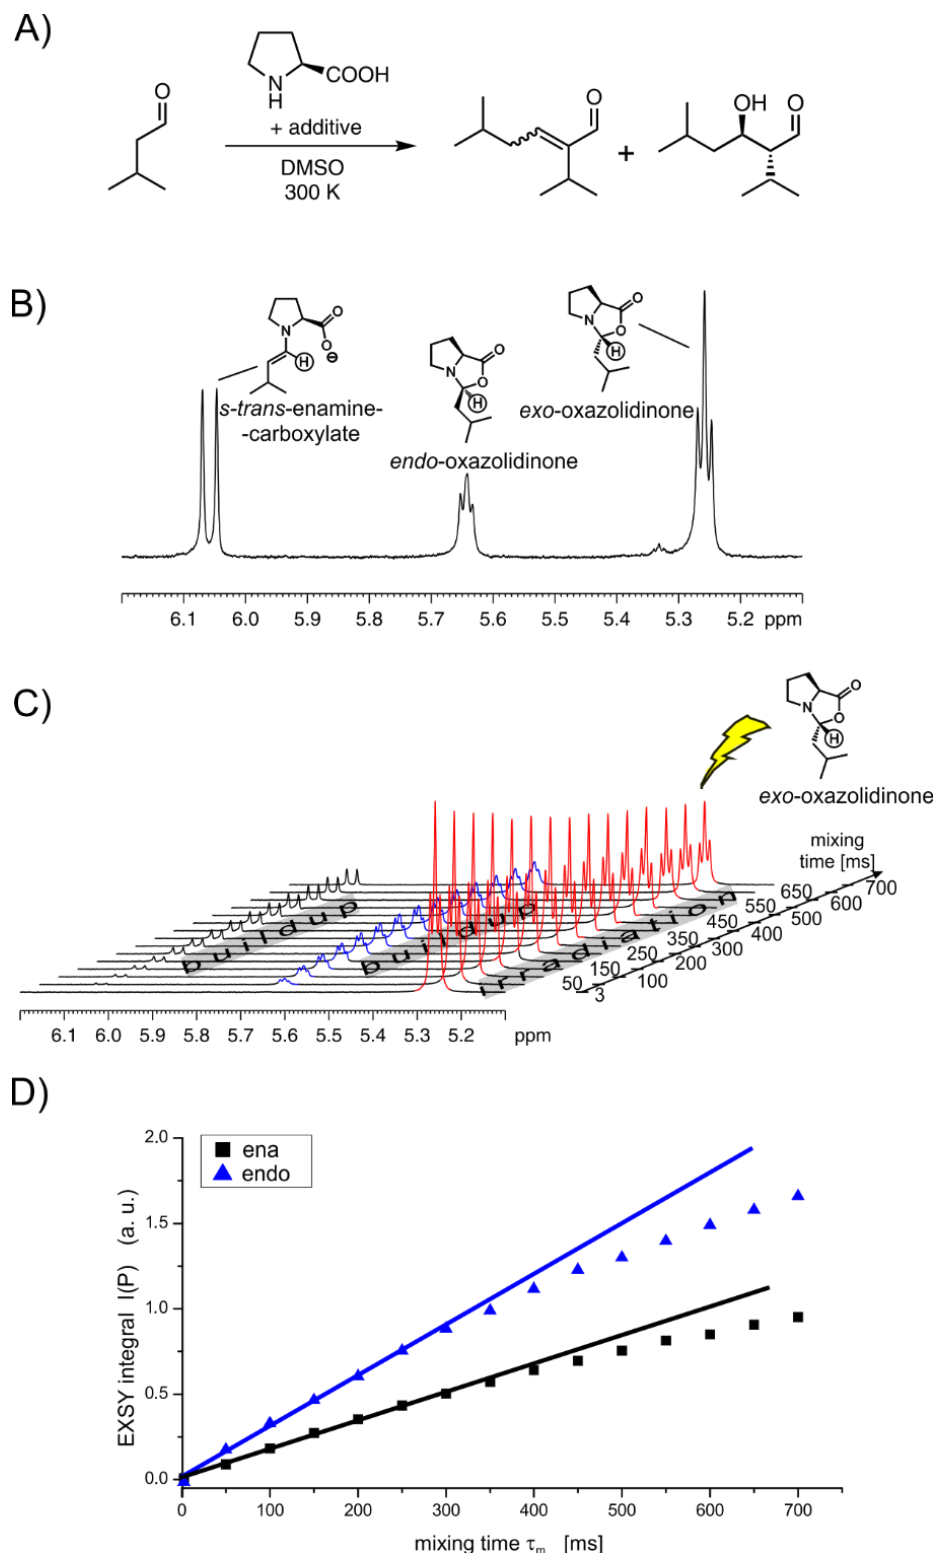 A)
O
N
H
COOH
+ additive
DMSO
300 K
O
+
OH
O
B)
N
O
O
⊖
H
s-trans-enamine-
-carboxylate
N
O
O
H
endo-oxazolidinone
N
O
O
H
exo-oxazolidinone
6.1 6.0 5.9 5.8 5.7 5.6 5.5 5.4 5.3 5.2 ppm
C)
N
O
O
H
exo-oxazolidinone
mixing
time [ms]
buildup
buildup
irradiation
3 50 100 150 200 250 300 350 400 450 500 550 600 650 700
6.1 6.0 5.9 5.8 5.7 5.6 5.5 5.4 5.3 5.2 ppm
D)
ena
endo
EXSY integral I(P) (a. u.)
2.0
1.5
1.0
0.5
0.0
0 100 200 300 400 500 600 700
mixing time τm [ms]